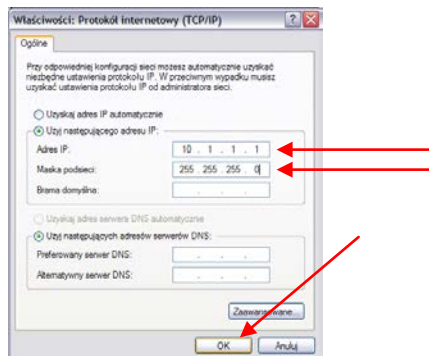 Właściwości: Protokół internetowy (TCP/IP)
Ogólne
Przy odpowiedniej konfiguracji sieci możesz automatycznie uzyskać
niezbędne ustawienia protokołu IP. W przeciwnym wypadku musisz
uzyskać ustawienia protokołu IP od administratora sieci.
Uzyskaj adres IP automatycznie
Użyj następującego adresu IP:
Adres IP: 10 . 1 . 1 . 1
Maska podsieci: 255 . 255 . 255 . 0
Brama domyślna: . . .
Uzyskaj adres serwera DNS automatycznie
Użyj następujących adresów serwerów DNS:
Preferowany serwer DNS: . . .
Alternatywny serwer DNS: . . .
Zaawansowane...
OK Anuluj